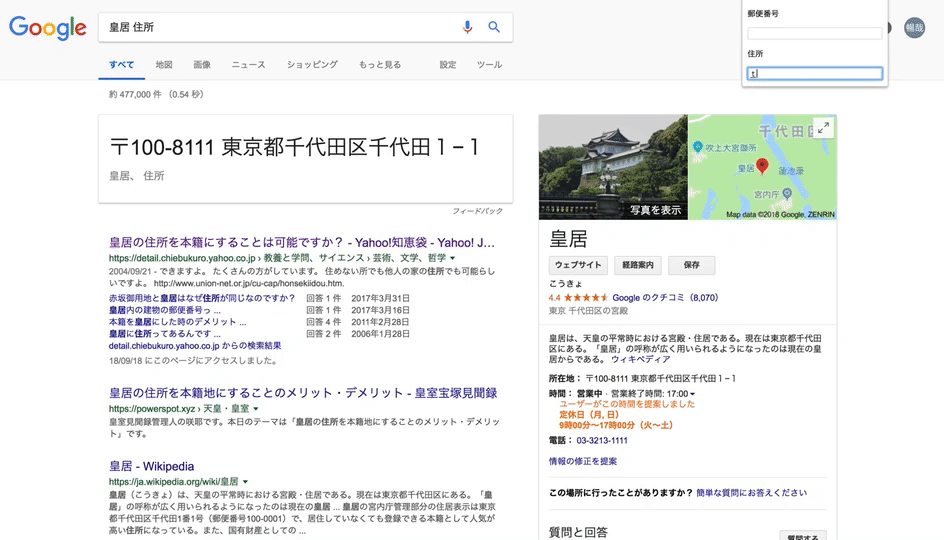 Google
皇居 住所
暢哉
すべて 地図 画像 ニュース ショッピング もっと見る 設定 ツール
約 477,000 件 (0.54 秒)
郵便番号
住所
t
〒100-8111 東京都千代田区千代田1−1
皇居、 住所
フィードバック
皇居の住所を本籍にすることは可能ですか? - Yahoo!知恵袋 - Yahoo! J...
https://detail.chiebukuro.yahoo.co.jp › 教養と学問、サイエンス › 芸術、文学、哲学
2004/09/21 - できますよ。 たくさんの方がしています。 住めない所でも他人の家の住所でも可能らし
いですよ。 http://www.union-net.or.jp/cu-cap/honsekiidou.htm.
赤坂御用地と皇居はなぜ住所が同じなのですか? 回答 1 件 2017年3月31日
皇居内の建物の郵便番号っ ... 回答 1 件 2017年3月16日
本籍を皇居にした時のデメリット ... 回答 4 件 2011年2月28日
皇居に住所ってあるんです ... 回答 2 件 2006年1月28日
detail.chiebukuro.yahoo.co.jp からの検索結果
18/09/18 にこのページにアクセスしました。
皇居の住所を本籍地にすることのメリット・デメリット - 皇室宝塚見聞録
https://powerspot.xyz › 天皇・皇室
皇室見聞録管理人の咲耶です。本日のテーマは「皇居の住所を本籍地にすることのメリット・デメリッ
ト」です。
皇居 - Wikipedia
https://ja.wikipedia.org/wiki/皇居
皇居(こうきょ)は、天皇の平常時における宮殿・住居である。現在は東京都千代田区にある。「皇
居」の呼称が広く用いられるようになったのは現在の皇居 ... 皇居の宮内庁管理部分の住居表示は東京
都千代田区千代田1番1号(郵便番号100-0001)で、居住していなくても登録できる本籍として人気が
高い住所になっている。また、国有財産としての ...
写真を表示
千代田区
吹上大宮御所
皇居
蓮池濠
宮内庁
Map data ©2018 Google, ZENRIN
皇居
ウェブサイト 経路案内 保存
こうきょ
4.4 Google のクチコミ (8,070)
東京 千代田区の宮殿
皇居は、天皇の平常時における宮殿・住居である。現在は東京都千代田
区にある。「皇居」の呼称が広く用いられるようになったのは現在の皇
居からである。 ウィキペディア
所在地: 〒100-8111 東京都千代田区千代田1−1
時間: 営業中 · 営業終了時間: 17:00
ユーザーがこの時間を提案しました
定休日 (月, 日)
9時00分〜17時00分 (火〜土)
電話: 03-3213-1111
情報の修正を提案
この場所に行ったことがありますか? 簡単な質問にお答えください
質問と回答
質問する